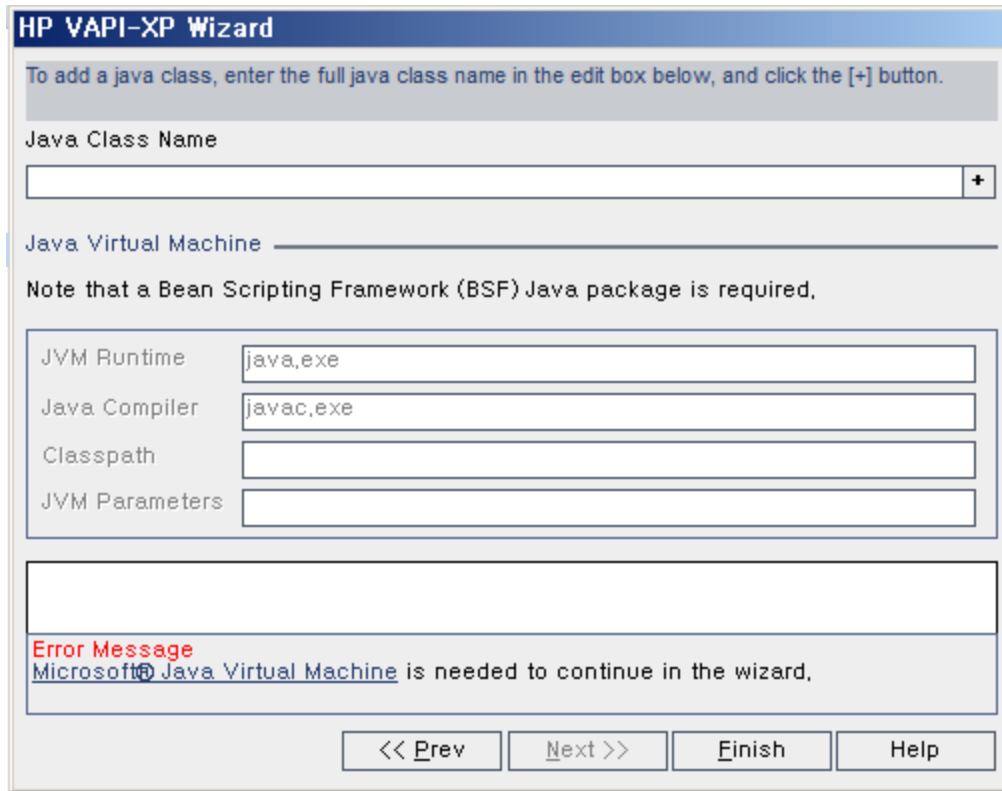 HP VAPI-XP Wizard
To add a java class, enter the full java class name in the edit box below, and click the [+] button.
Java Class Name
+
Java Virtual Machine
Note that a Bean Scripting Framework (BSF) Java package is required,
JVM Runtime java,exe
Java Compiler javac,exe
Classpath
JVM Parameters
Error Message
Microsoft® Java Virtual Machine is needed to continue in the wizard,
<< Prev Next >> Finish Help